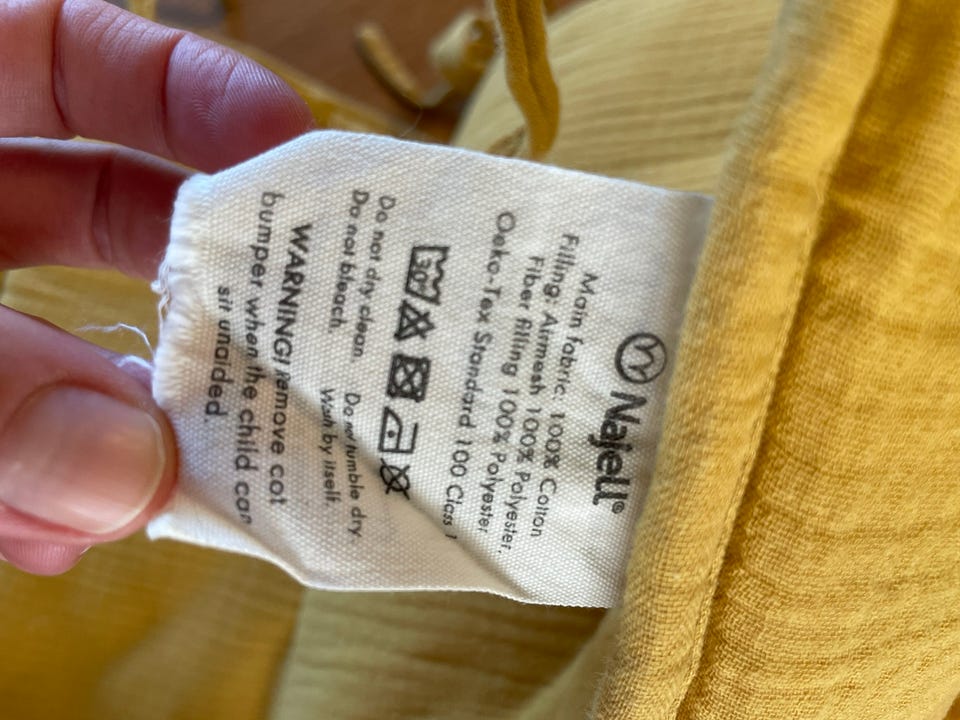 Najell®
Main fabric: 100% Cotton
Filling: Airmesh 100% Polyester,
Fiber filling 100% Polyester
Oeko-Tex Standard 100 Class 1
30°
Do not dry clean Do not tumble dry
Do not bleach. Wash by itself.
WARNING! remove cot
bumper when the child can
sit unaided.